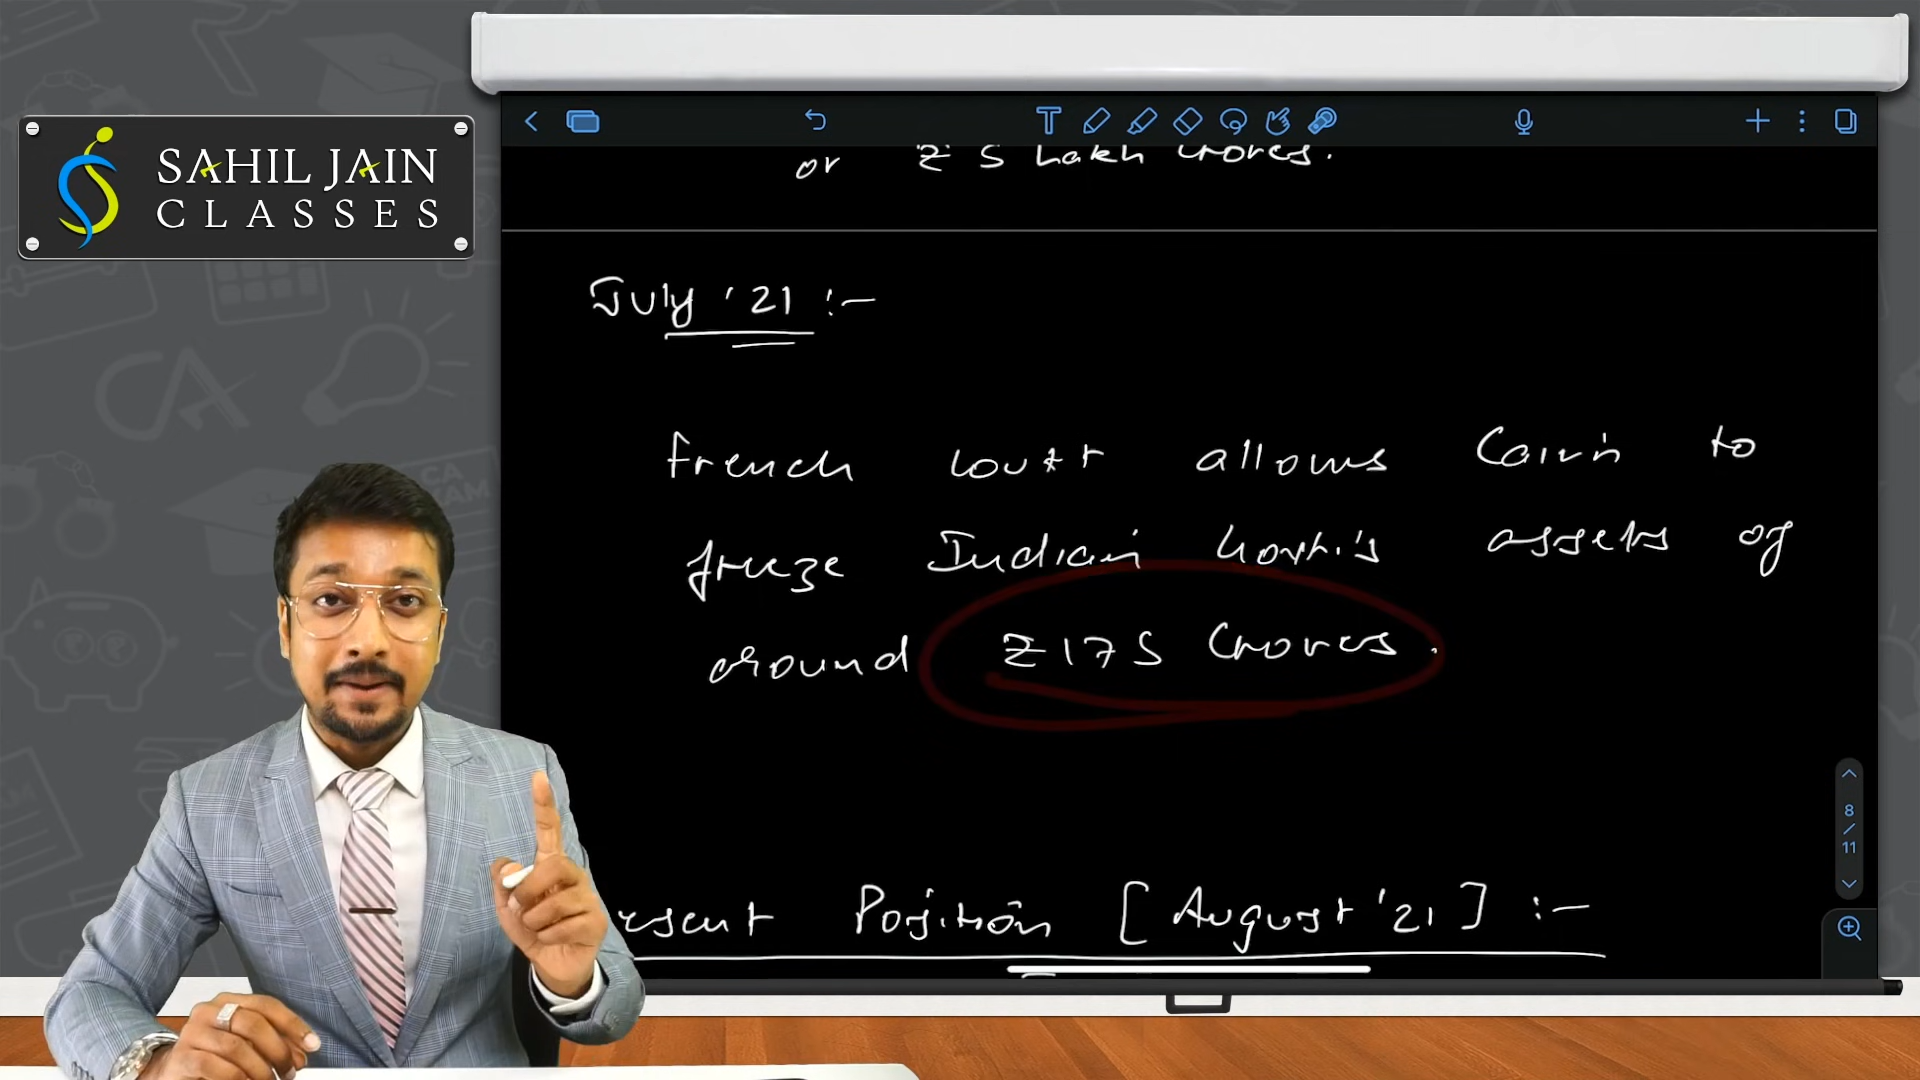 SAHIL JAIN
CLASSES
or ₹ 5 Lakh Crores.
July '21 :-
French Court allows Cairn to
freeze Indian Govt.'s assets of
around ₹175 Crores.
resent Position [August '21] :-
8
/
11